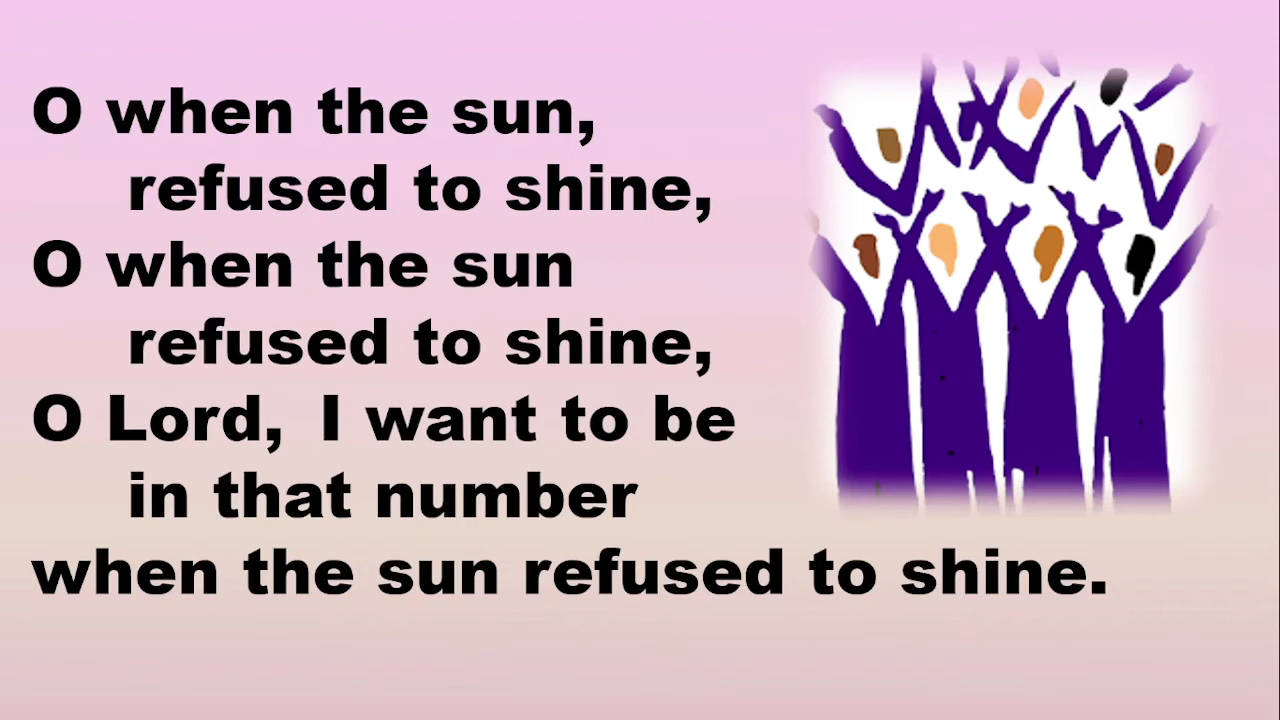 O when the sun,
refused to shine,
O when the sun
refused to shine,
O Lord, I want to be
in that number
when the sun refused to shine.